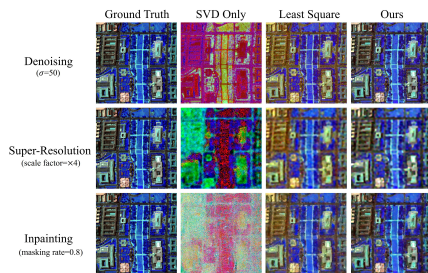 Ground Truth SVD Only Least Square Ours
Denoising
(σ=50)
Super-Resolution
(scale factor=×4)
Inpainting
(masking rate=0.8)